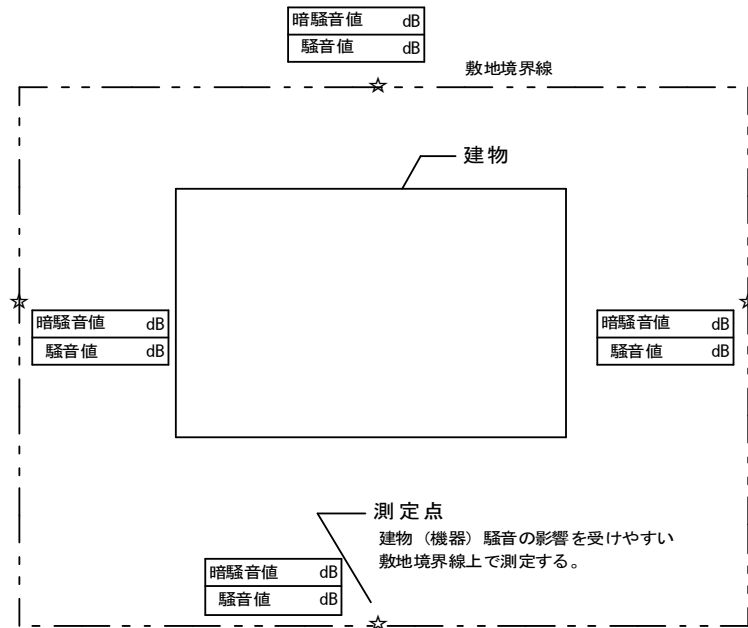 暗騒音値 dB
騒音値 dB
敷地境界線
建物
暗騒音値 dB
騒音値 dB
暗騒音値 dB
騒音値 dB
測定点
建物（機器）騒音の影響を受けやすい
敷地境界線上で測定する。
暗騒音値 dB
騒音値 dB